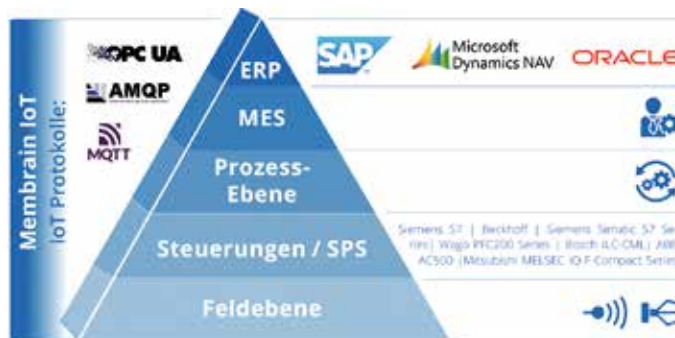 Membrain IoT
IoT Protokolle:
OPC UA
AMQP
MQTT
ERP
SAP
Microsoft
Dynamics NAV
ORACLE
MES
Prozess-
Ebene
Steuerungen / SPS
Siemens S7 | Beckhoff | Siemens Simatic S7 Se
ries| Wago PFC200 Series | Bosch ILC-CML| ABB
AC500 |Mitsubishi MELSEC IQ-F Compact Series
Feldebene